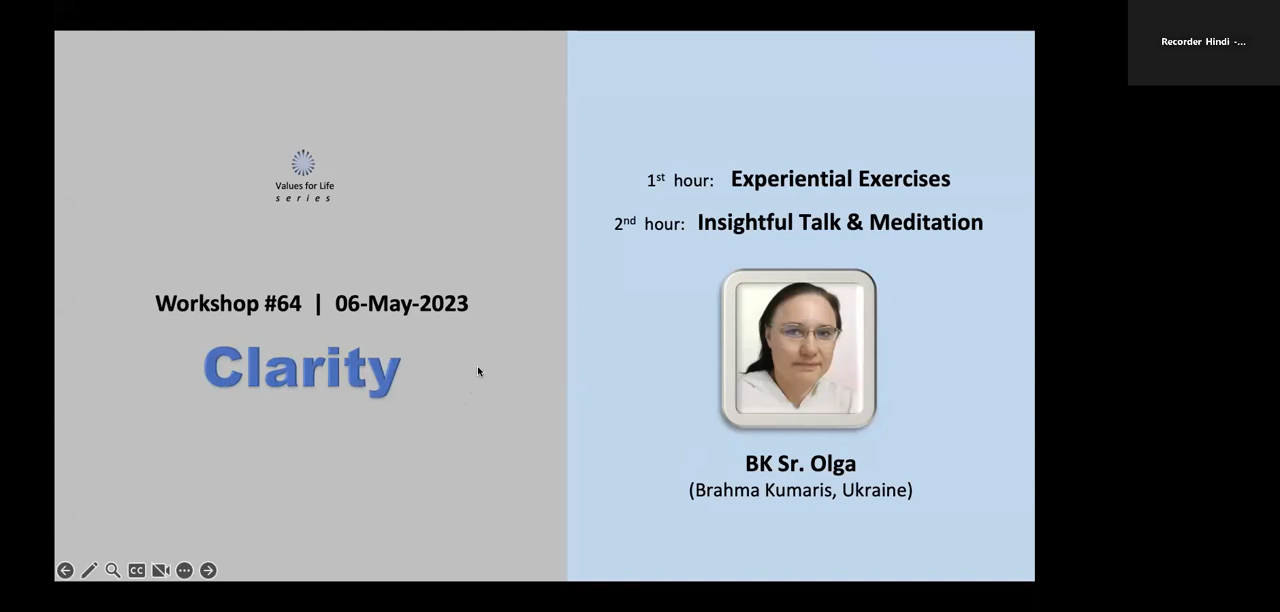 Recorder Hindi -...
Values for Life
series
Workshop #64 | 06-May-2023
Clarity
1st hour: Experiential Exercises
2nd hour: Insightful Talk & Meditation
BK Sr. Olga
(Brahma Kumaris, Ukraine)
CC